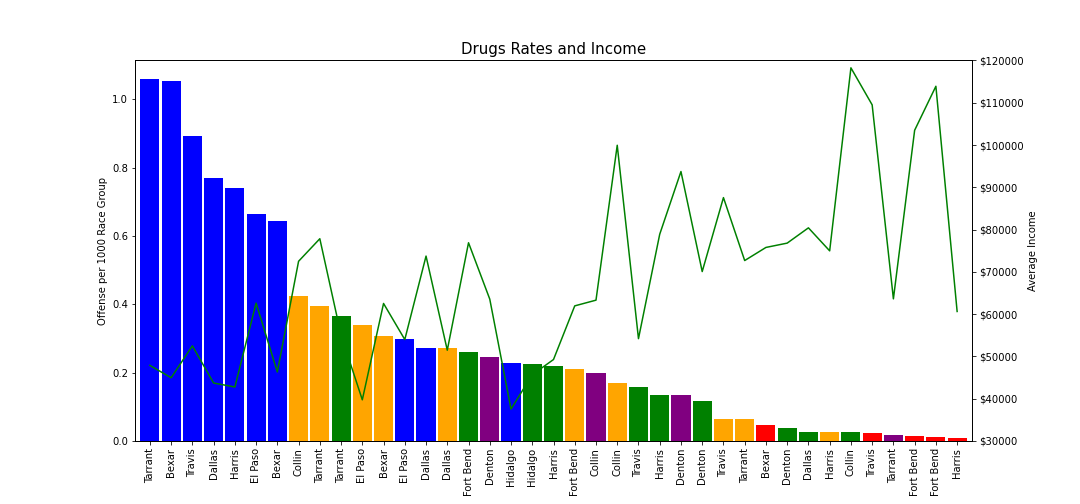 Drugs Rates and Income
Offense per 1000 Race Group
1.0
0.8
0.6
0.4
0.2
0.0
$120000
$110000
$100000
$90000
$80000
$70000
$60000
$50000
$40000
$30000
Average Income
Tarrant
Bexar
Travis
Dallas
Harris
El Paso
Bexar
Collin
Tarrant
Tarrant
El Paso
Bexar
El Paso
Dallas
Dallas
Fort Bend
Denton
Hidalgo
Hidalgo
Harris
Fort Bend
Collin
Collin
Travis
Harris
Denton
Denton
Travis
Tarrant
Bexar
Denton
Dallas
Harris
Collin
Travis
Tarrant
Fort Bend
Fort Bend
Harris